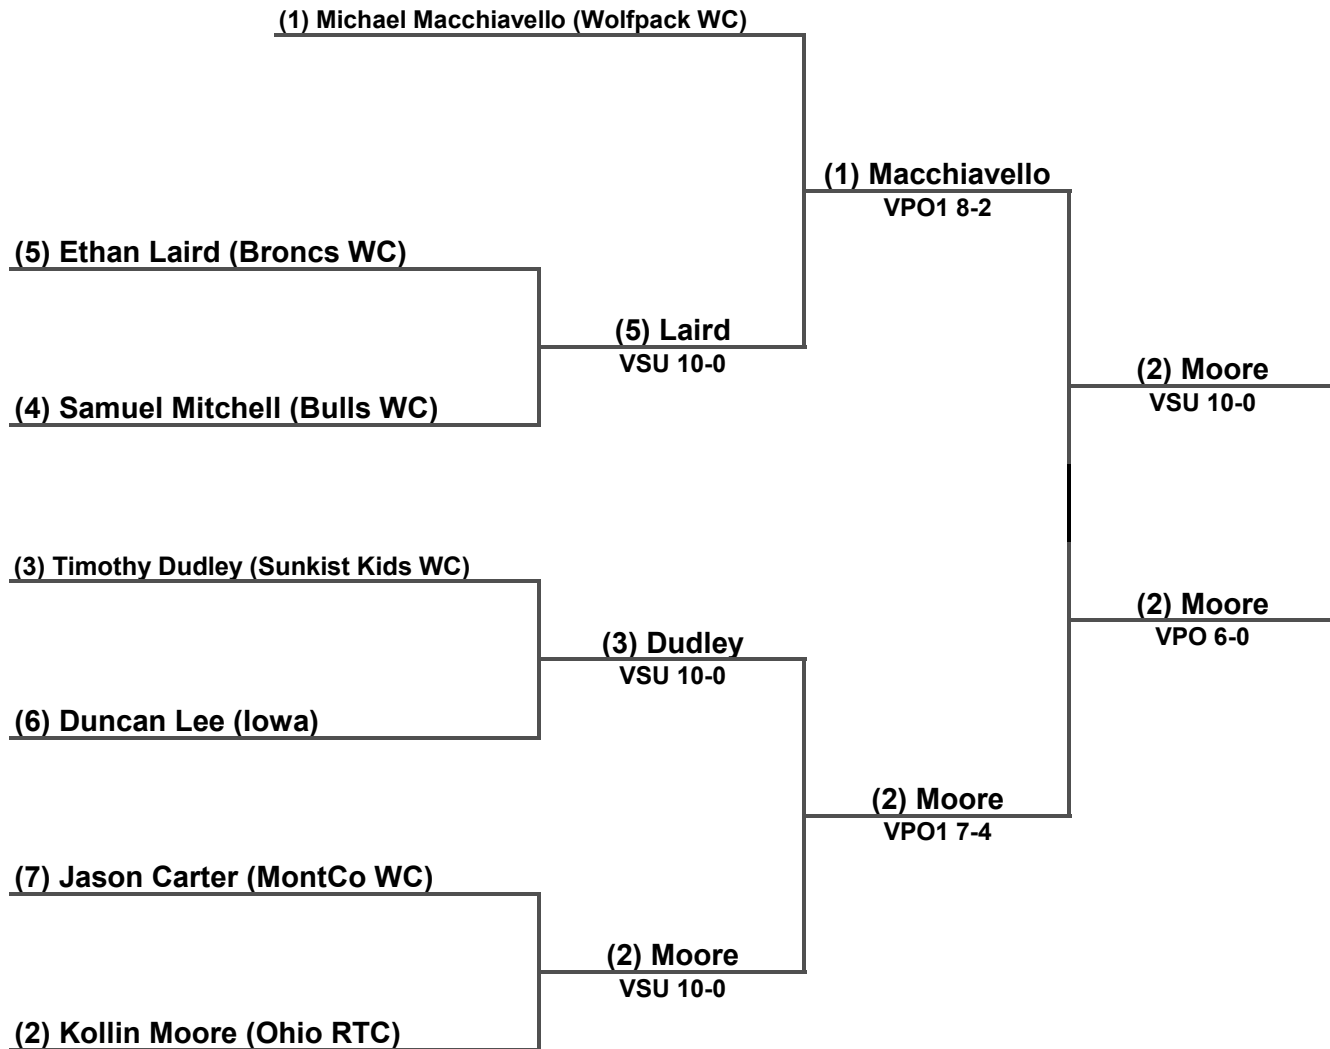 (1) Michael Macchiavello (Wolfpack WC)
(1) Macchiavello
VPO1 8-2
(5) Ethan Laird (Broncs WC)
(5) Laird
VSU 10-0
(4) Samuel Mitchell (Bulls WC)
(2) Moore
VSU 10-0
(3) Timothy Dudley (Sunkist Kids WC)
(3) Dudley
VSU 10-0
(2) Moore
VPO 6-0
(6) Duncan Lee (Iowa)
(2) Moore
VPO1 7-4
(7) Jason Carter (MontCo WC)
(2) Moore
VSU 10-0
(2) Kollin Moore (Ohio RTC)